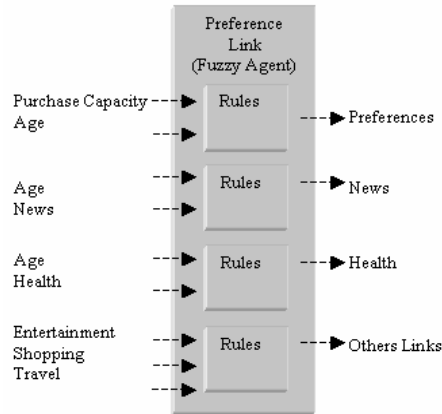 Preference
Link
(Fuzzy Agent)
Purchase Capacity
Age
Rules
Preferences
Age
News
Rules
News
Age
Health
Rules
Health
Entertainment
Shopping
Travel
Rules
Others Links